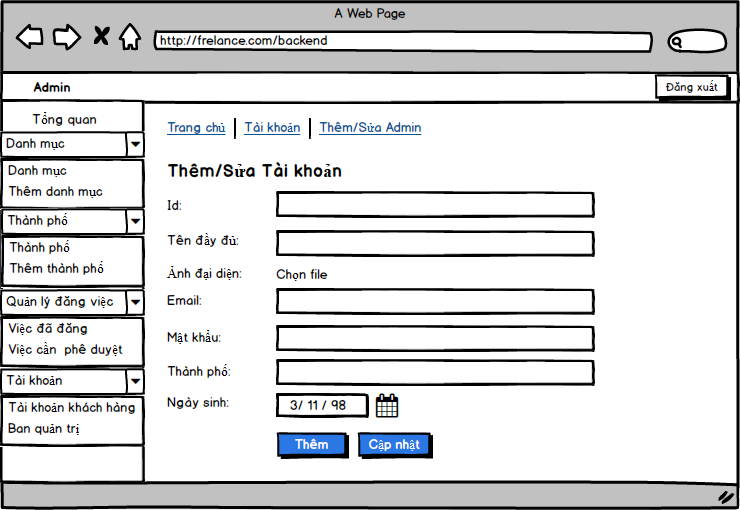 A Web Page
http://frelance.com/backend
Admin
Đăng xuất
Tổng quan
Danh mục
Danh mục
Thêm danh mục
Thành phố
Thành phố
Thêm thành phố
Quản lý đăng việc
Việc đã đăng
Việc cần phê duyệt
Tài khoản
Tài khoản khách hàng
Ban quản trị
Trang chủ | Tài khoản | Thêm/Sửa Admin
Thêm/Sửa Tài khoản
Id:
Tên đầy đủ:
Ảnh đại diện: Chọn file
Email:
Mật khẩu:
Thành phố:
Ngày sinh: 3/ 11 / 98
Thêm Cập nhật